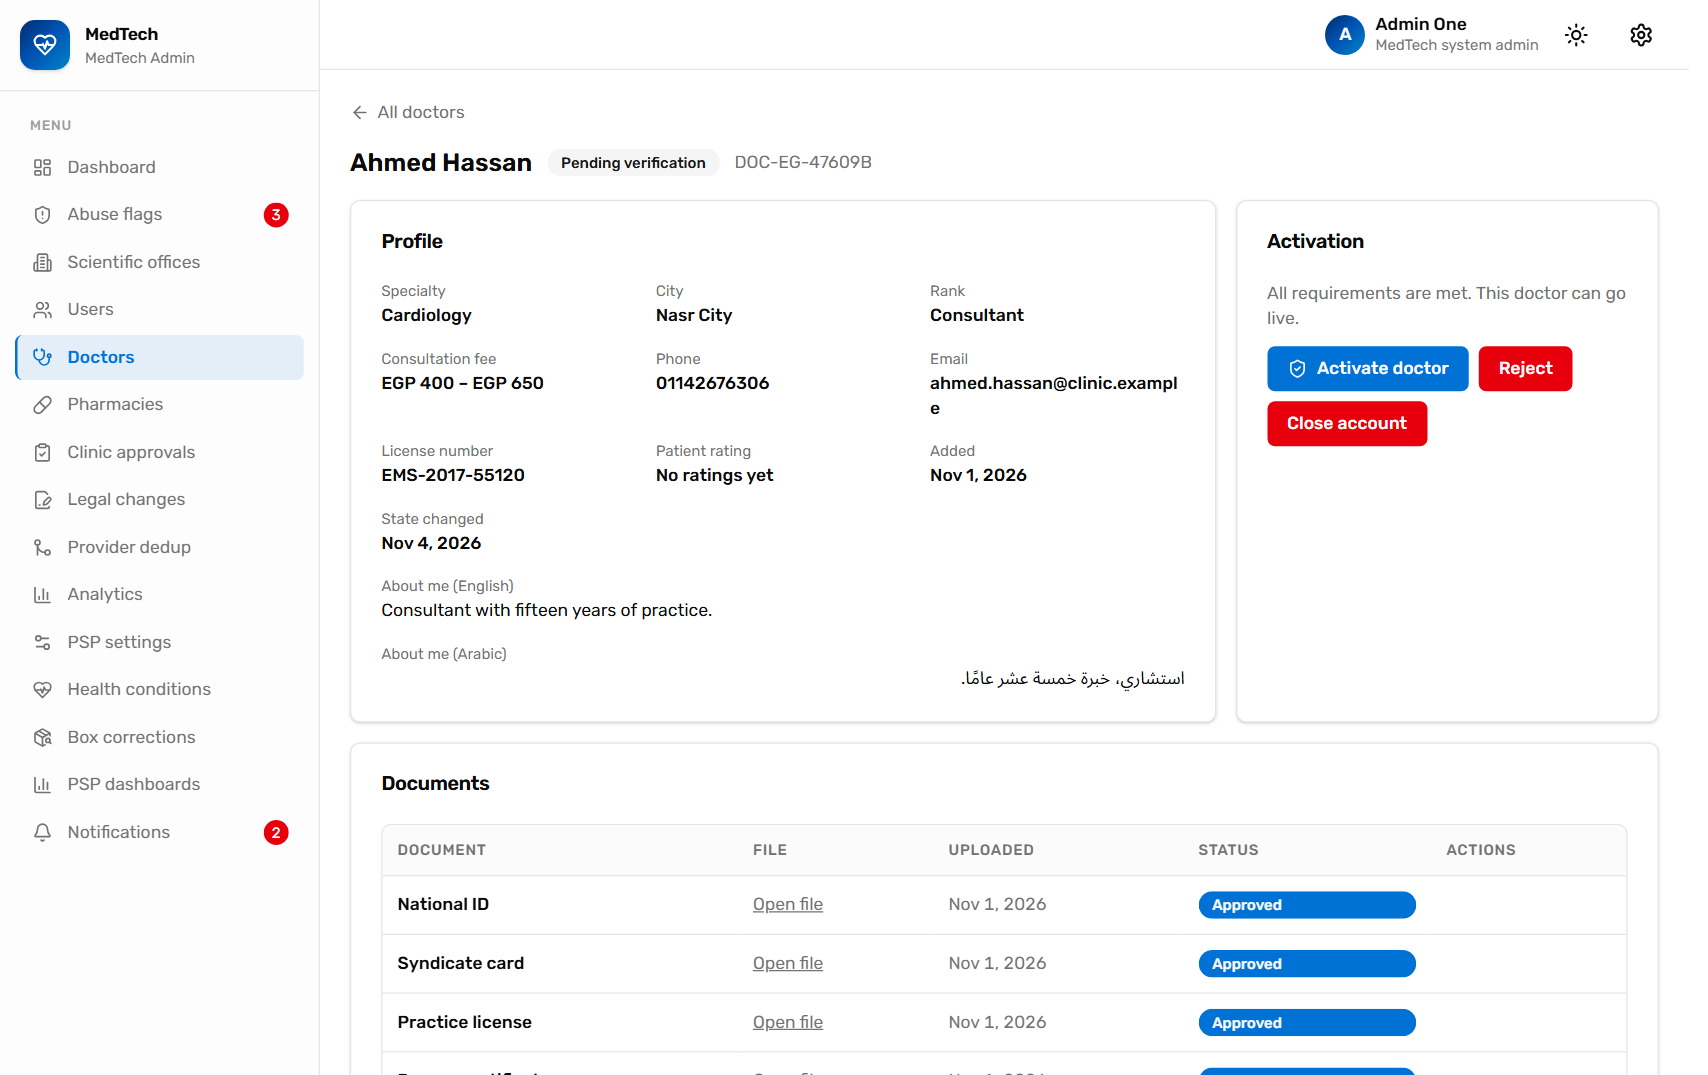 MedTech
MedTech Admin
A
Admin One
MedTech system admin
MENU
Dashboard
Abuse flags
3
Scientific offices
Users
Doctors
Pharmacies
Clinic approvals
Legal changes
Provider dedup
Analytics
PSP settings
Health conditions
Box corrections
PSP dashboards
Notifications
2
All doctors
Ahmed Hassan
Pending verification
DOC-EG-47609B
Profile
Specialty
Cardiology
City
Nasr City
Rank
Consultant
Consultation fee
EGP 400 – EGP 650
Phone
01142676306
Email
ahmed.hassan@clinic.exampl
e
License number
EMS-2017-55120
Patient rating
No ratings yet
Added
Nov 1, 2026
State changed
Nov 4, 2026
About me (English)
Consultant with fifteen years of practice.
About me (Arabic)
استشاري، خبرة خمسة عشر عامًا.
Activation
All requirements are met. This doctor can go
live.
Activate doctor
Reject
Close account
Documents
DOCUMENT FILE UPLOADED STATUS ACTIONS
National ID Open file Nov 1, 2026 Approved
Syndicate card Open file Nov 1, 2026 Approved
Practice license Open file Nov 1, 2026 Approved